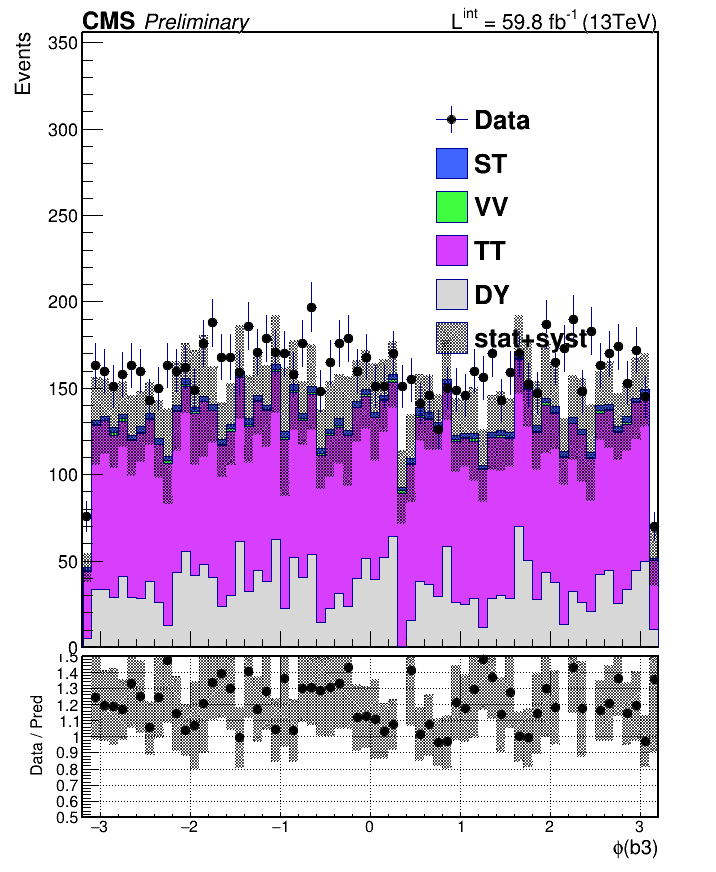 CMS Preliminary
L^int = 59.8 fb^-1 (13TeV)
Events
350
300
250
200
150
100
50
0
Data
ST
VV
TT
DY
stat+syst
Data / Pred
1.5
1.4
1.3
1.2
1.1
1
0.9
0.8
0.7
0.6
0.5
−3 −2 −1 0 1 2 3
ϕ(b3)